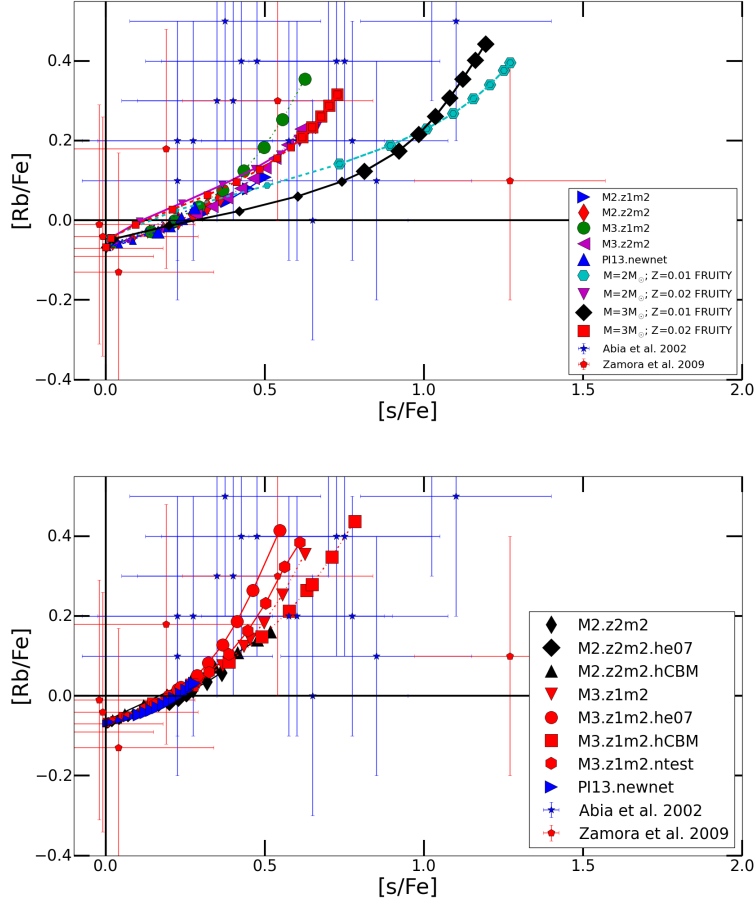 0.4
0.2
0.0
−0.2
−0.4
[Rb/Fe]
M2.z1m2
M2.z2m2
M3.z1m2
M3.z2m2
PI13.newnet
M=2M☉; Z=0.01 FRUITY
M=2M☉; Z=0.02 FRUITY
M=3M☉; Z=0.01 FRUITY
M=3M☉; Z=0.02 FRUITY
Abia et al. 2002
Zamora et al. 2009
0.0 0.5 1.0 1.5 2.0
[s/Fe]
0.4
0.2
0.0
−0.2
−0.4
[Rb/Fe]
M2.z2m2
M2.z2m2.he07
M2.z2m2.hCBM
M3.z1m2
M3.z1m2.he07
M3.z1m2.hCBM
M3.z1m2.ntest
PI13.newnet
Abia et al. 2002
Zamora et al. 2009
0.0 0.5 1.0 1.5 2.0
[s/Fe]